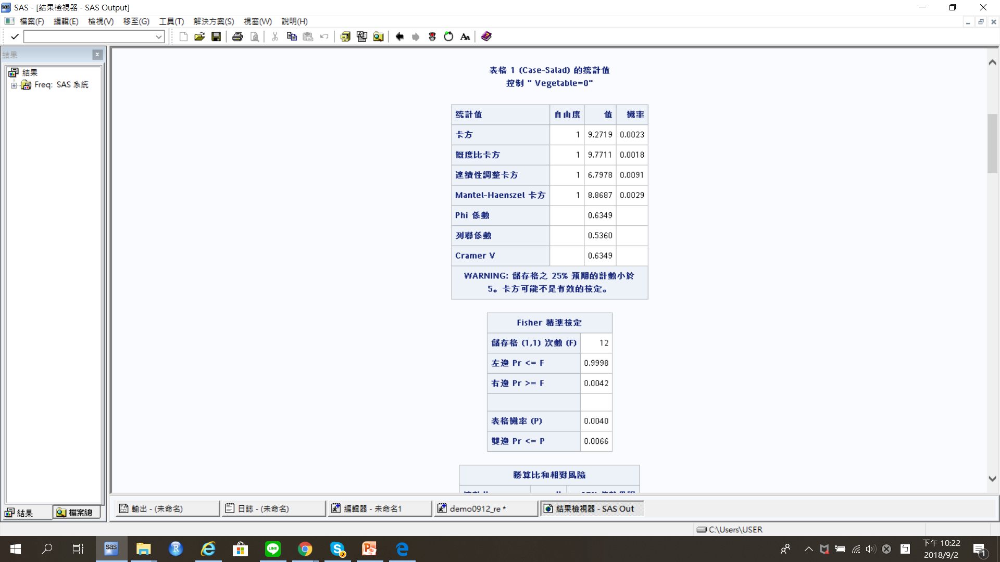 SAS - [結果檢視器 - SAS Output]
檔案(F) 編輯(E) 檢視(V) 移至(G) 工具(T) 解決方案(S) 視窗(W) 說明(H)
結果
結果
Freq: SAS 系統
表格 1 (Case-Salad) 的統計值
控制 " Vegetable=0"
統計值 自由度 值 機率
卡方 1 9.2719 0.0023
概度比卡方 1 9.7711 0.0018
連續性調整卡方 1 6.7978 0.0091
Mantel-Haenszel 卡方 1 8.8687 0.0029
Phi 係數 0.6349
列聯係數 0.5360
Cramer V 0.6349
WARNING: 儲存格之 25% 預期的計數小於
5。卡方可能不是有效的檢定。
Fisher 精準檢定
儲存格 (1,1) 次數 (F) 12
左邊 Pr <= F 0.9998
右邊 Pr >= F 0.0042
表格機率 (P) 0.0040
雙邊 Pr <= P 0.0066
勝算比和相對風險
結果 檔案總
輸出 - (未命名) 日誌 - (未命名) 編輯器 - 未命名1 demo0912_re * 結果檢視器 - SAS Out
C:\Users\USER
下午 10:22
2018/9/2